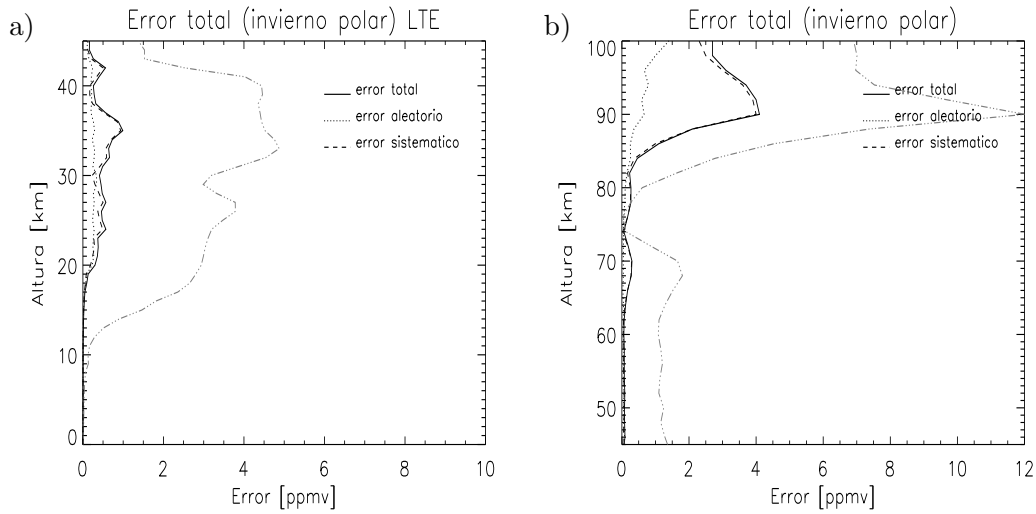 a)
Error total (invierno polar) LTE
40
30
20
10
0
Altura [km]
error total
error aleatorio
error sistematico
0 2 4 6 8 10
Error [ppmv]
b)
Error total (invierno polar)
100
90
80
70
60
50
Altura [km]
error total
error aleatorio
error sistematico
0 2 4 6 8 10 12
Error [ppmv]